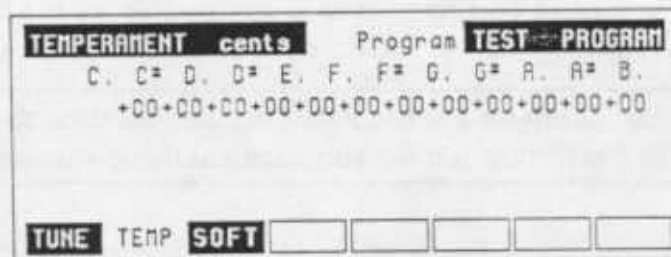 TEMPERAMENT cents Program TEST PROGRAM
C. C# D. D# E. F. F# G. G# A. A# B.
+00+00+00+00+00+00+00+00+00+00+00
TUNE TEMP SOFT